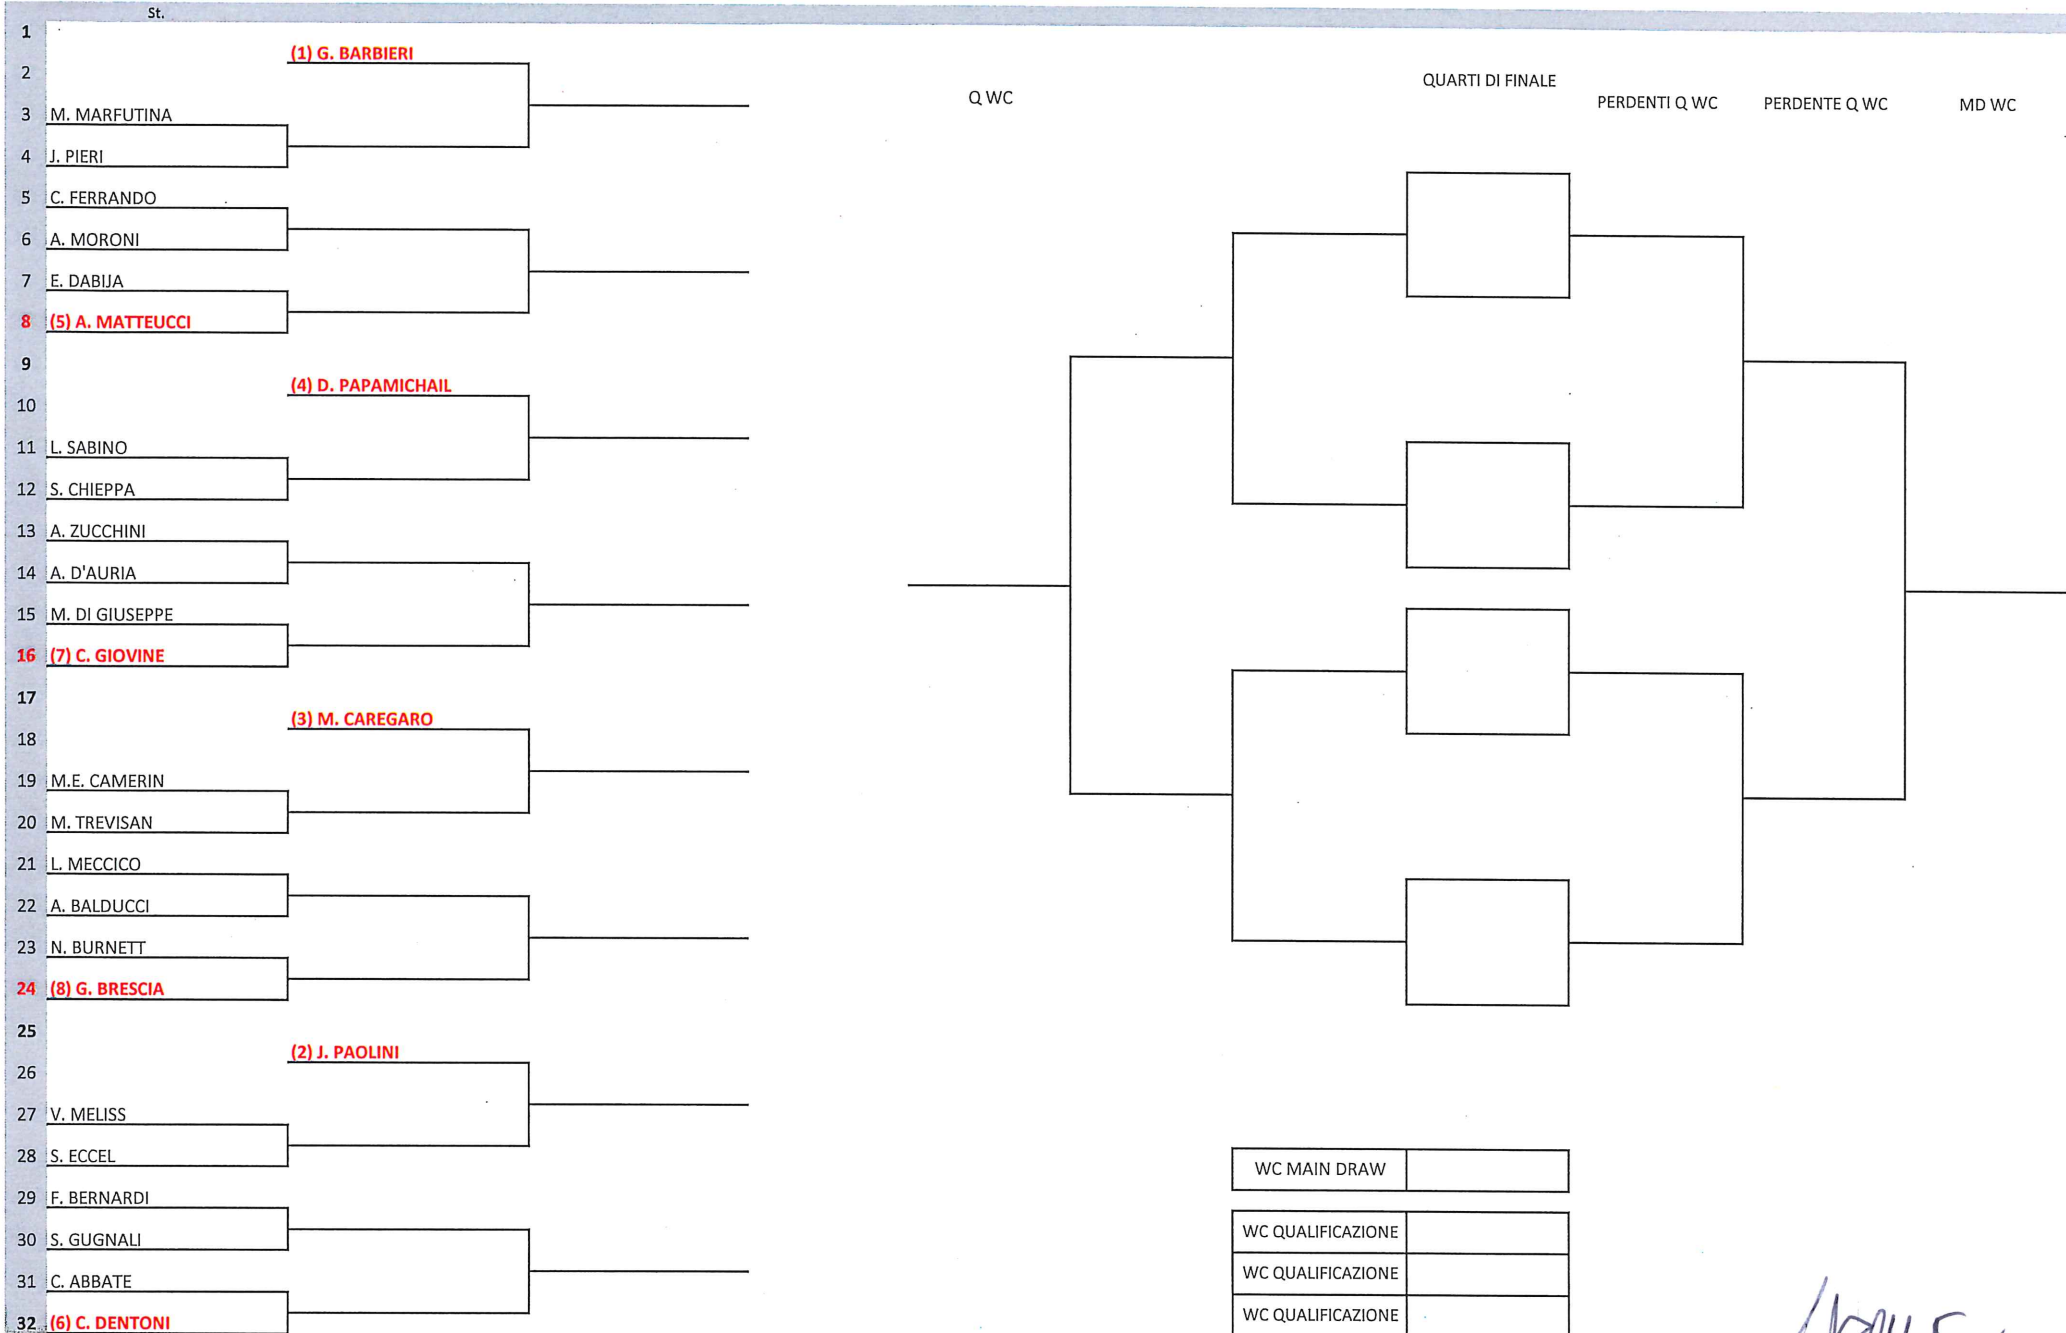 St.
1
(1) G. BARBIERI
2
3 M. MARFUTINA
4 J. PIERI
5 C. FERRANDO
6 A. MORONI
7 E. DABIJA
8 (5) A. MATTEUCCI
9
(4) D. PAPAMICHAIL
10
11 L. SABINO
12 S. CHIEPPA
13 A. ZUCCHINI
14 A. D'AURIA
15 M. DI GIUSEPPE
16 (7) C. GIOVINE
17
(3) M. CAREGARO
18
19 M.E. CAMERIN
20 M. TREVISAN
21 L. MECCICO
22 A. BALDUCCI
23 N. BURNETT
24 (8) G. BRESCIA
25
(2) J. PAOLINI
26
27 V. MELISS
28 S. ECCEL
29 F. BERNARDI
30 S. GUGNALI
31 C. ABBATE
32 (6) C. DENTONI
Q WC
QUARTI DI FINALE
PERDENTI Q WC
PERDENTE Q WC
MD WC
WC MAIN DRAW
WC QUALIFICAZIONE
WC QUALIFICAZIONE
WC QUALIFICAZIONE